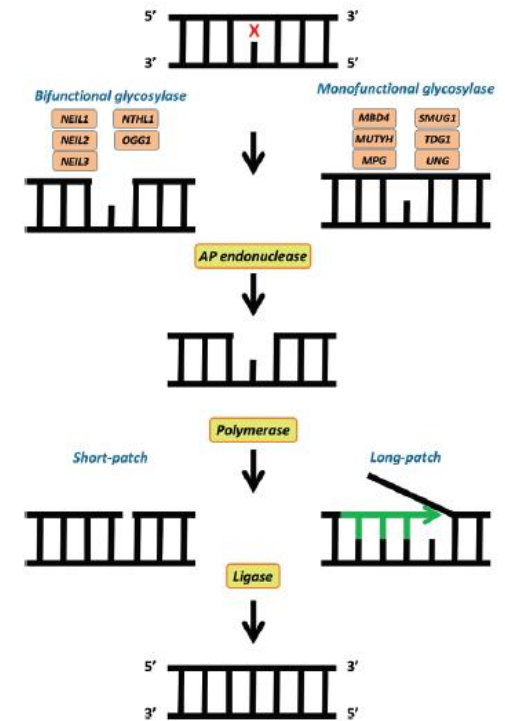 5' 3'
X
3' 5'
Bifunctional glycosylase
Monofunctional glycosylase
NEIL1 NTHL1
NEIL2 OGG1
NEIL3
MBD4 SMUG1
MUTYH TDG1
MPG UNG
AP endonuclease
Polymerase
Short-patch
Long-patch
Ligase
5' 3'
3' 5'